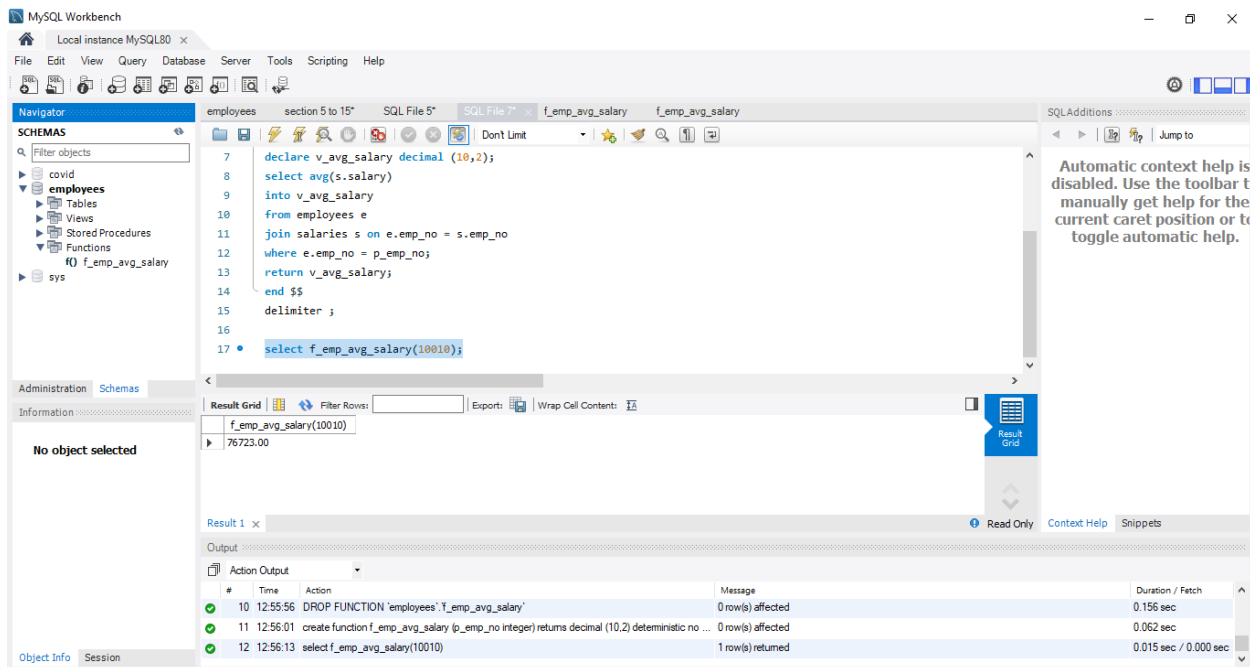 MySQL Workbench
Local instance MySQL80
File Edit View Query Database Server Tools Scripting Help
Navigator
SCHEMAS
Filter objects
covid
employees
Tables
Views
Stored Procedures
Functions
f() f_emp_avg_salary
sys
Administration Schemas
Information
No object selected
Object Info Session
employees section 5 to 15* SQL File 5* SQL File 7* f_emp_avg_salary f_emp_avg_salary
Don't Limit
7 declare v_avg_salary decimal (10,2);
8 select avg(s.salary)
9 into v_avg_salary
10 from employees e
11 join salaries s on e.emp_no = s.emp_no
12 where e.emp_no = p_emp_no;
13 return v_avg_salary;
14 end $$
15 delimiter ;
16
17 select f_emp_avg_salary(10010);
Result Grid Filter Rows: Export: Wrap Cell Content:
f_emp_avg_salary(10010)
76723.00
Result Grid
Result 1 Read Only
SQLAdditions
Jump to
Automatic context help is
disabled. Use the toolbar t
manually get help for the
current caret position or to
toggle automatic help.
Context Help Snippets
Output
Action Output
# Time Action Message Duration / Fetch
10 12:55:56 DROP FUNCTION `employees`.`f_emp_avg_salary` 0 row(s) affected 0.156 sec
11 12:56:01 create function f_emp_avg_salary (p_emp_no integer) returns decimal (10,2) deterministic no ... 0 row(s) affected 0.062 sec
12 12:56:13 select f_emp_avg_salary(10010) 1 row(s) returned 0.015 sec / 0.000 sec